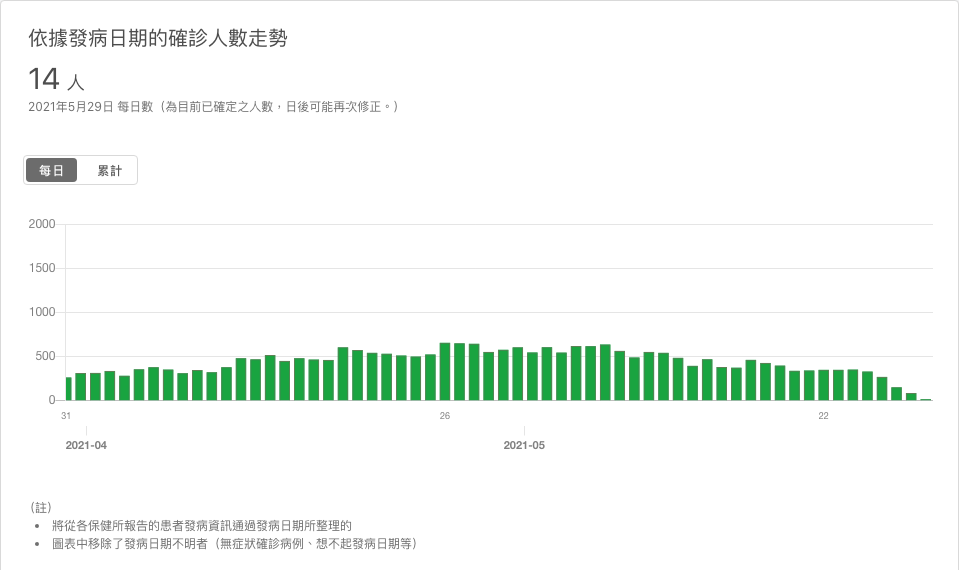 依據發病日期的確診人數走勢
14 人
2021年5月29日 每日數（為目前已確定之人數，日後可能再次修正。）
每日 累計
2000
1500
1000
500
0
31 26 22
2021-04 2021-05
（註）
• 將從各保健所報告的患者發病資訊通過發病日期所整理的
• 圖表中移除了發病日期不明者（無症狀確診病例、想不起發病日期等）